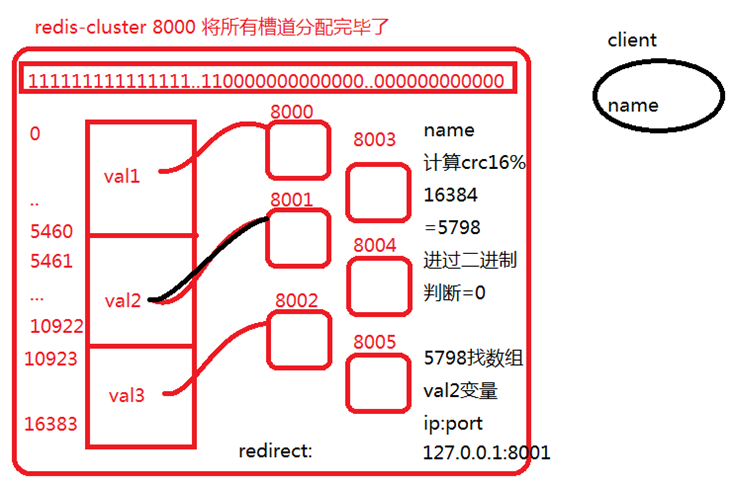 redis-cluster 8000 将所有槽道分配完毕了
client
name
111111111111111..110000000000000..000000000000
0
..
5460
5461
...
10922
10923
16383
val1
val2
val3
8000
8001
8002
8003
8004
8005
name
计算crc16%
16384
=5798
进过二进制
判断=0
5798找数组
val2变量
ip:port
127.0.0.1:8001
redirect: